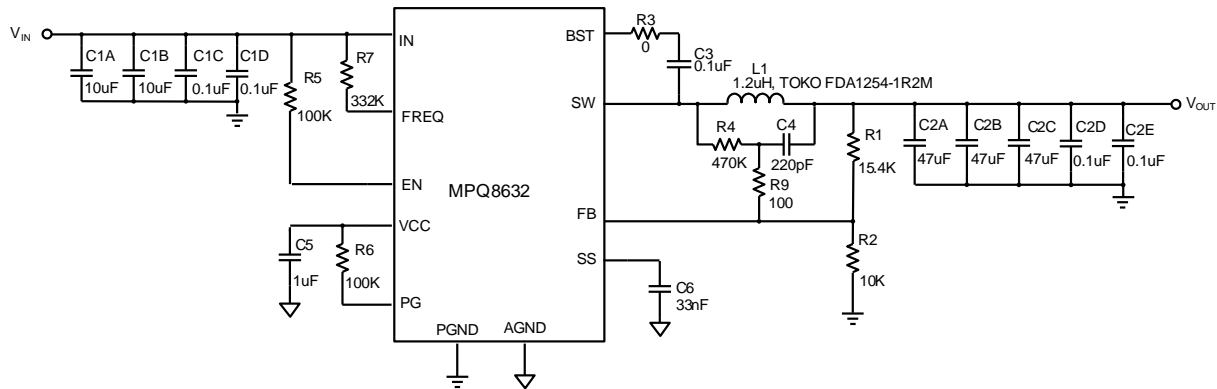 V_IN
C1A
10uF
C1B
10uF
C1C
0.1uF
C1D
0.1uF
R5
100K
R7
332K
IN
FREQ
EN
VCC
PG
C5
1uF
R6
100K
MPQ8632
PGND
AGND
BST
SW
FB
SS
R3
0
C3
0.1uF
L1
1.2uH, TOKO FDA1254-1R2M
R4
470K
C4
220pF
R9
100
R1
15.4K
R2
10K
C6
33nF
C2A
47uF
C2B
47uF
C2C
47uF
C2D
0.1uF
C2E
0.1uF
V_OUT